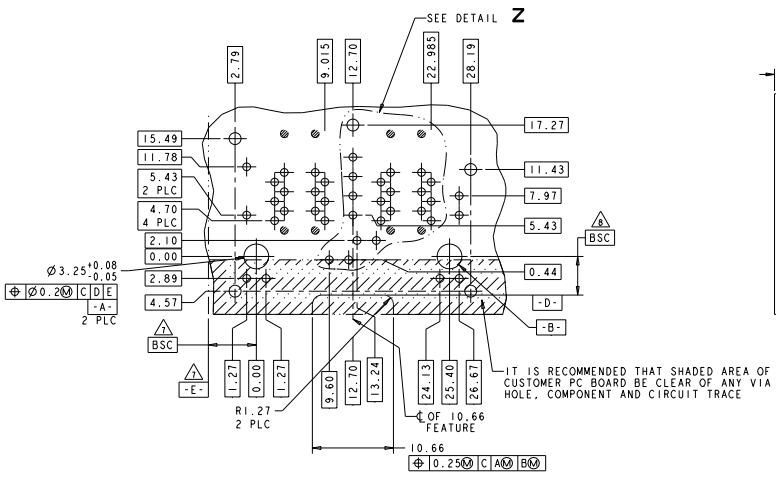 SEE DETAIL Z
2.79
9.015
12.70
22.985
28.19
17.27
15.49
11.78
11.43
5.43
2 PLC
7.97
4.70
4 PLC
5.43
8
BSC
2.10
0.00
Ø3.25 +0.08
-0.05
2.89
0.44
⌖ Ø0.2Ⓜ C D E
-A-
2 PLC
4.57
-D-
-B-
7
BSC
7
-E-
1.27
0.00
1.27
9.60
12.70
13.24
24.13
25.40
26.67
IT IS RECOMMENDED THAT SHADED AREA OF
CUSTOMER PC BOARD BE CLEAR OF ANY VIA
HOLE, COMPONENT AND CIRCUIT TRACE
R1.27
2 PLC
℄ OF 10.66
FEATURE
10.66
⌖ 0.25Ⓜ C AⓂ BⓂ